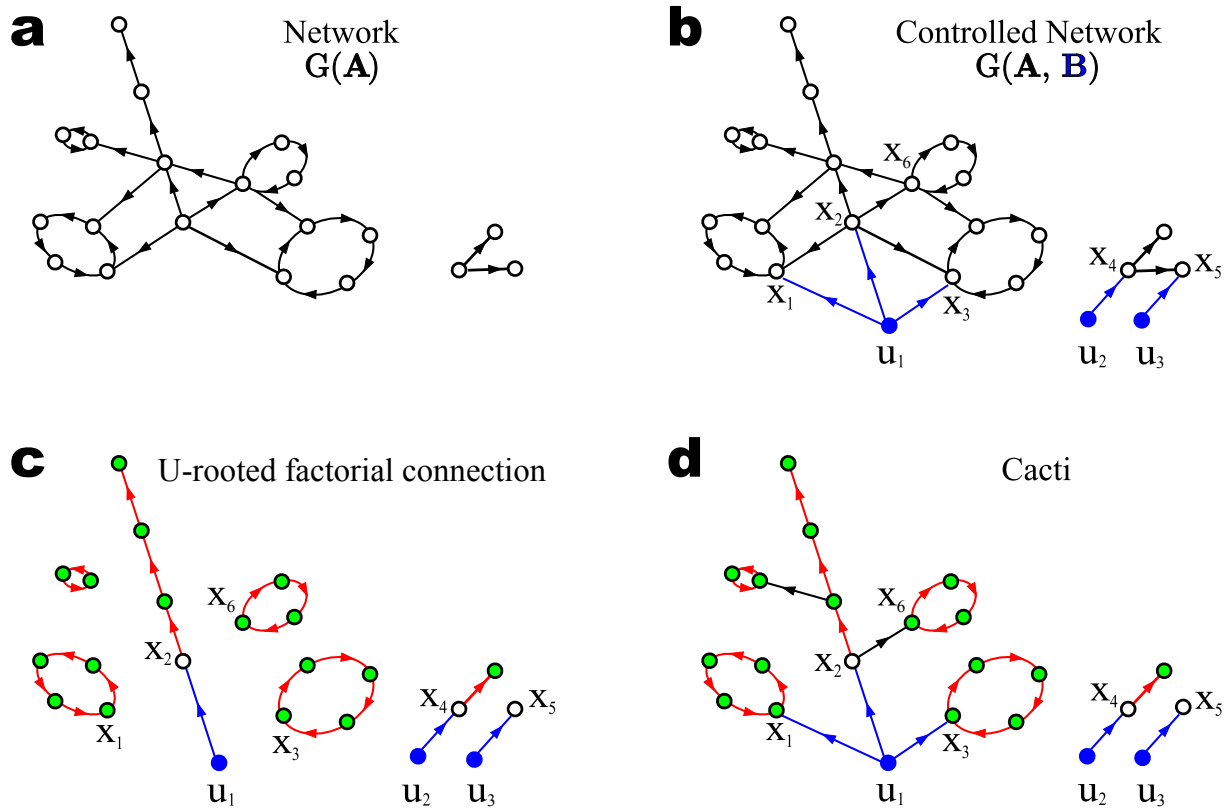 a
Network
G(A)
b
Controlled Network
G(A, B)
x₆
x₂
x₄
x₅
x₁
x₃
u₁
u₂
u₃
c
U-rooted factorial connection
x₆
x₂
x₄
x₅
x₁
x₃
u₁
u₂
u₃
d
Cacti
x₆
x₂
x₄
x₅
x₁
x₃
u₁
u₂
u₃